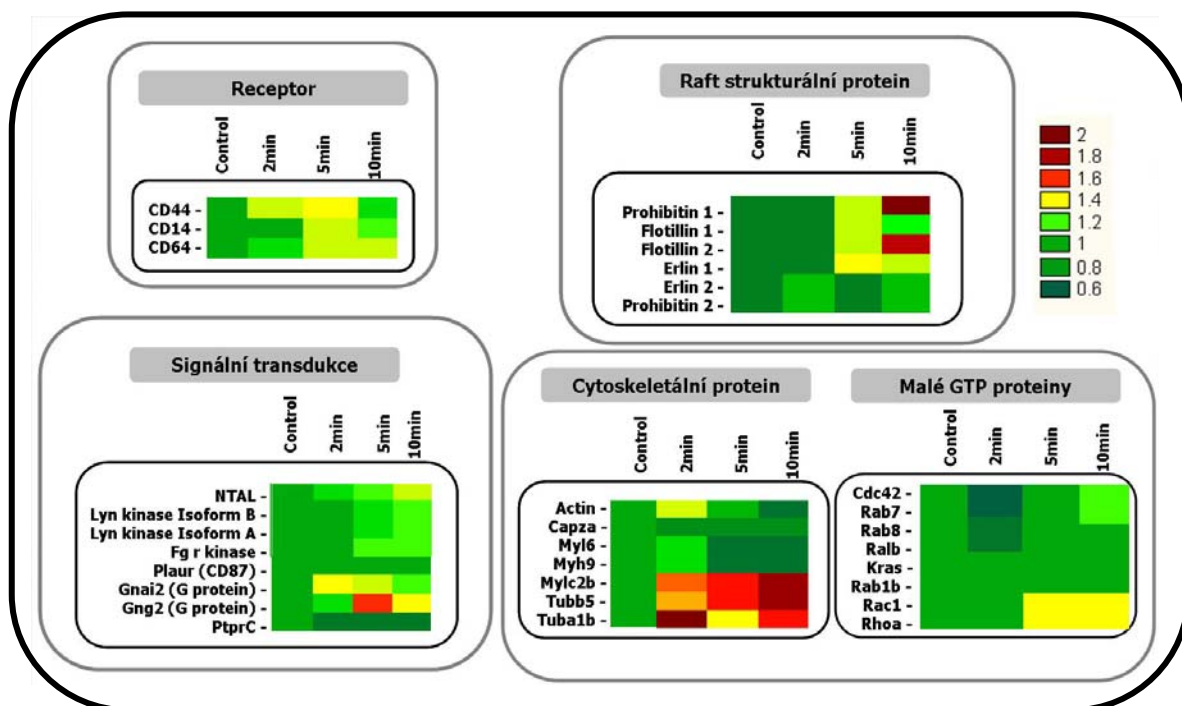 Receptor
Control 2min 5min 10min
CD44 -
CD14 -
CD64 -
Raft strukturální protein
Control 2min 5min 10min
Prohibitin 1 -
Flotillin 1 -
Flotillin 2 -
Erlin 1 -
Erlin 2 -
Prohibitin 2 -
2
1.8
1.6
1.4
1.2
1
0.8
0.6
Signální transdukce
Control 2min 5min 10min
NTAL -
Lyn kinase Isoform B -
Lyn kinase Isoform A -
Fg r kinase -
Plaur (CD87) -
Gnai2 (G protein) -
Gng2 (G protein) -
PtprC -
Cytoskeletální protein
Control 2min 5min 10min
Actin -
Capza -
Myl6 -
Myh9 -
Mylc2b -
Tubb5 -
Tuba1b -
Malé GTP proteiny
Control 2min 5min 10min
Cdc42 -
Rab7 -
Rab8 -
Ralb -
Kras -
Rab1b -
Rac1 -
Rhoa -